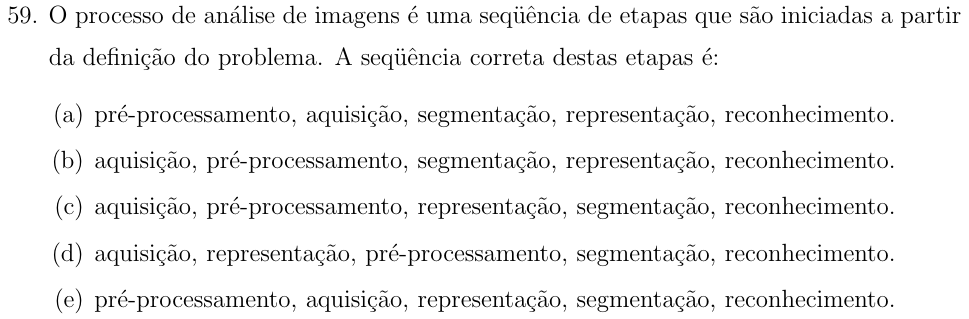 59. O processo de análise de imagens é uma seqüência de etapas que são iniciadas a partir
da definição do problema. A seqüência correta destas etapas é:
(a) pré-processamento, aquisição, segmentação, representação, reconhecimento.
(b) aquisição, pré-processamento, segmentação, representação, reconhecimento.
(c) aquisição, pré-processamento, representação, segmentação, reconhecimento.
(d) aquisição, representação, pré-processamento, segmentação, reconhecimento.
(e) pré-processamento, aquisição, representação, segmentação, reconhecimento.